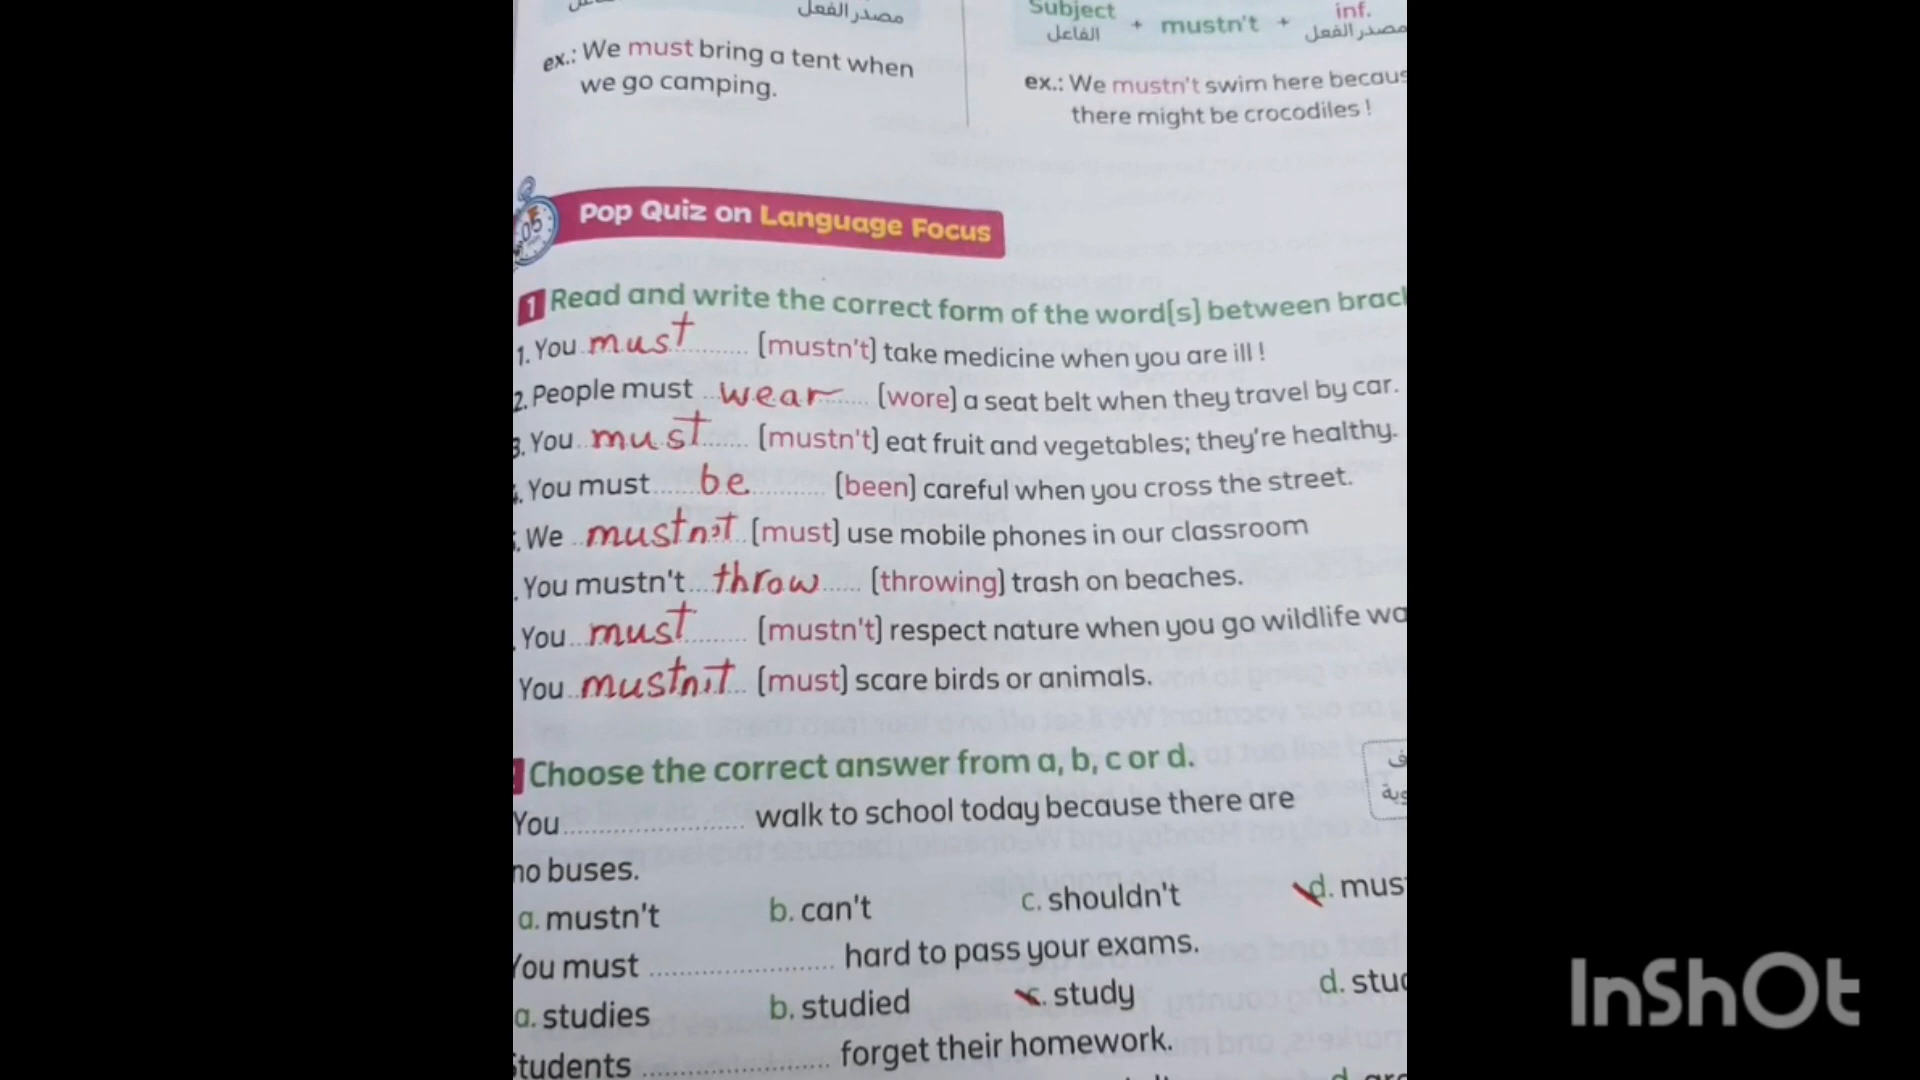 مصدر الفعل
Subject + mustn't + inf.
الفاعل
مصدر الفعل
ex.: We must bring a tent when
we go camping.
ex.: We mustn't swim here becaus
there might be crocodiles !
05
Pop Quiz on Language Focus
1 Read and write the correct form of the word(s) between brac
1. You must [mustn't] take medicine when you are ill !
2. People must wear [wore] a seat belt when they travel by car.
3. You must [mustn't] eat fruit and vegetables; they're healthy.
. You must be [been] careful when you cross the street.
. We mustn't [must] use mobile phones in our classroom
. You mustn't throw [throwing] trash on beaches.
. You must [mustn't] respect nature when you go wildlife wa
You mustn't [must] scare birds or animals.
Choose the correct answer from a, b, c or d.
You ........ walk to school today because there are
no buses.
a. mustn't b. can't c. shouldn't d. mus
You must ........ hard to pass your exams.
a. studies b. studied c. study d. stud
Students ........ forget their homework.
InShOt